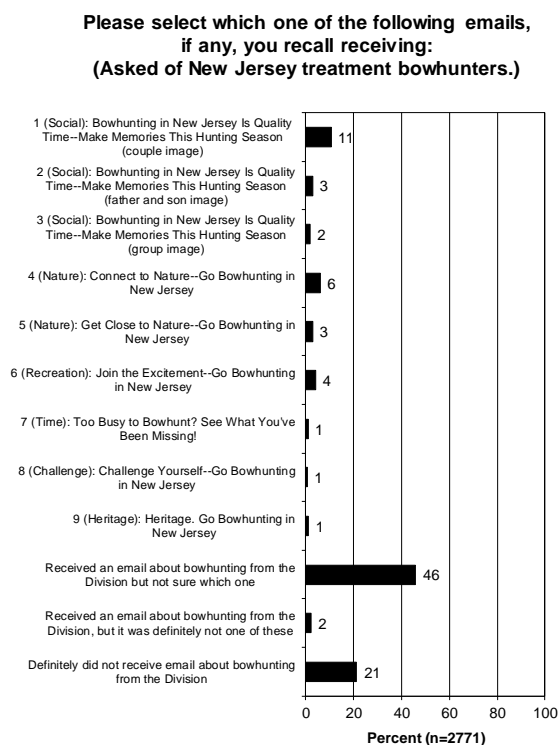 Please select which one of the following emails,
if any, you recall receiving:
(Asked of New Jersey treatment bowhunters.)
1 (Social): Bowhunting in New Jersey Is Quality
Time--Make Memories This Hunting Season
(couple image)
11
2 (Social): Bowhunting in New Jersey Is Quality
Time--Make Memories This Hunting Season
(father and son image)
3
3 (Social): Bowhunting in New Jersey Is Quality
Time--Make Memories This Hunting Season
(group image)
2
4 (Nature): Connect to Nature--Go Bowhunting in
New Jersey
6
5 (Nature): Get Close to Nature--Go Bowhunting in
New Jersey
3
6 (Recreation): Join the Excitement--Go Bowhunting
in New Jersey
4
7 (Time): Too Busy to Bowhunt? See What You've
Been Missing!
1
8 (Challenge): Challenge Yourself--Go Bowhunting
in New Jersey
1
9 (Heritage): Heritage. Go Bowhunting in
New Jersey
1
Received an email about bowhunting from the
Division but not sure which one
46
Received an email about bowhunting from the
Division, but it was definitely not one of these
2
Definitely did not receive email about bowhunting
from the Division
21
0 20 40 60 80 100
Percent (n=2771)